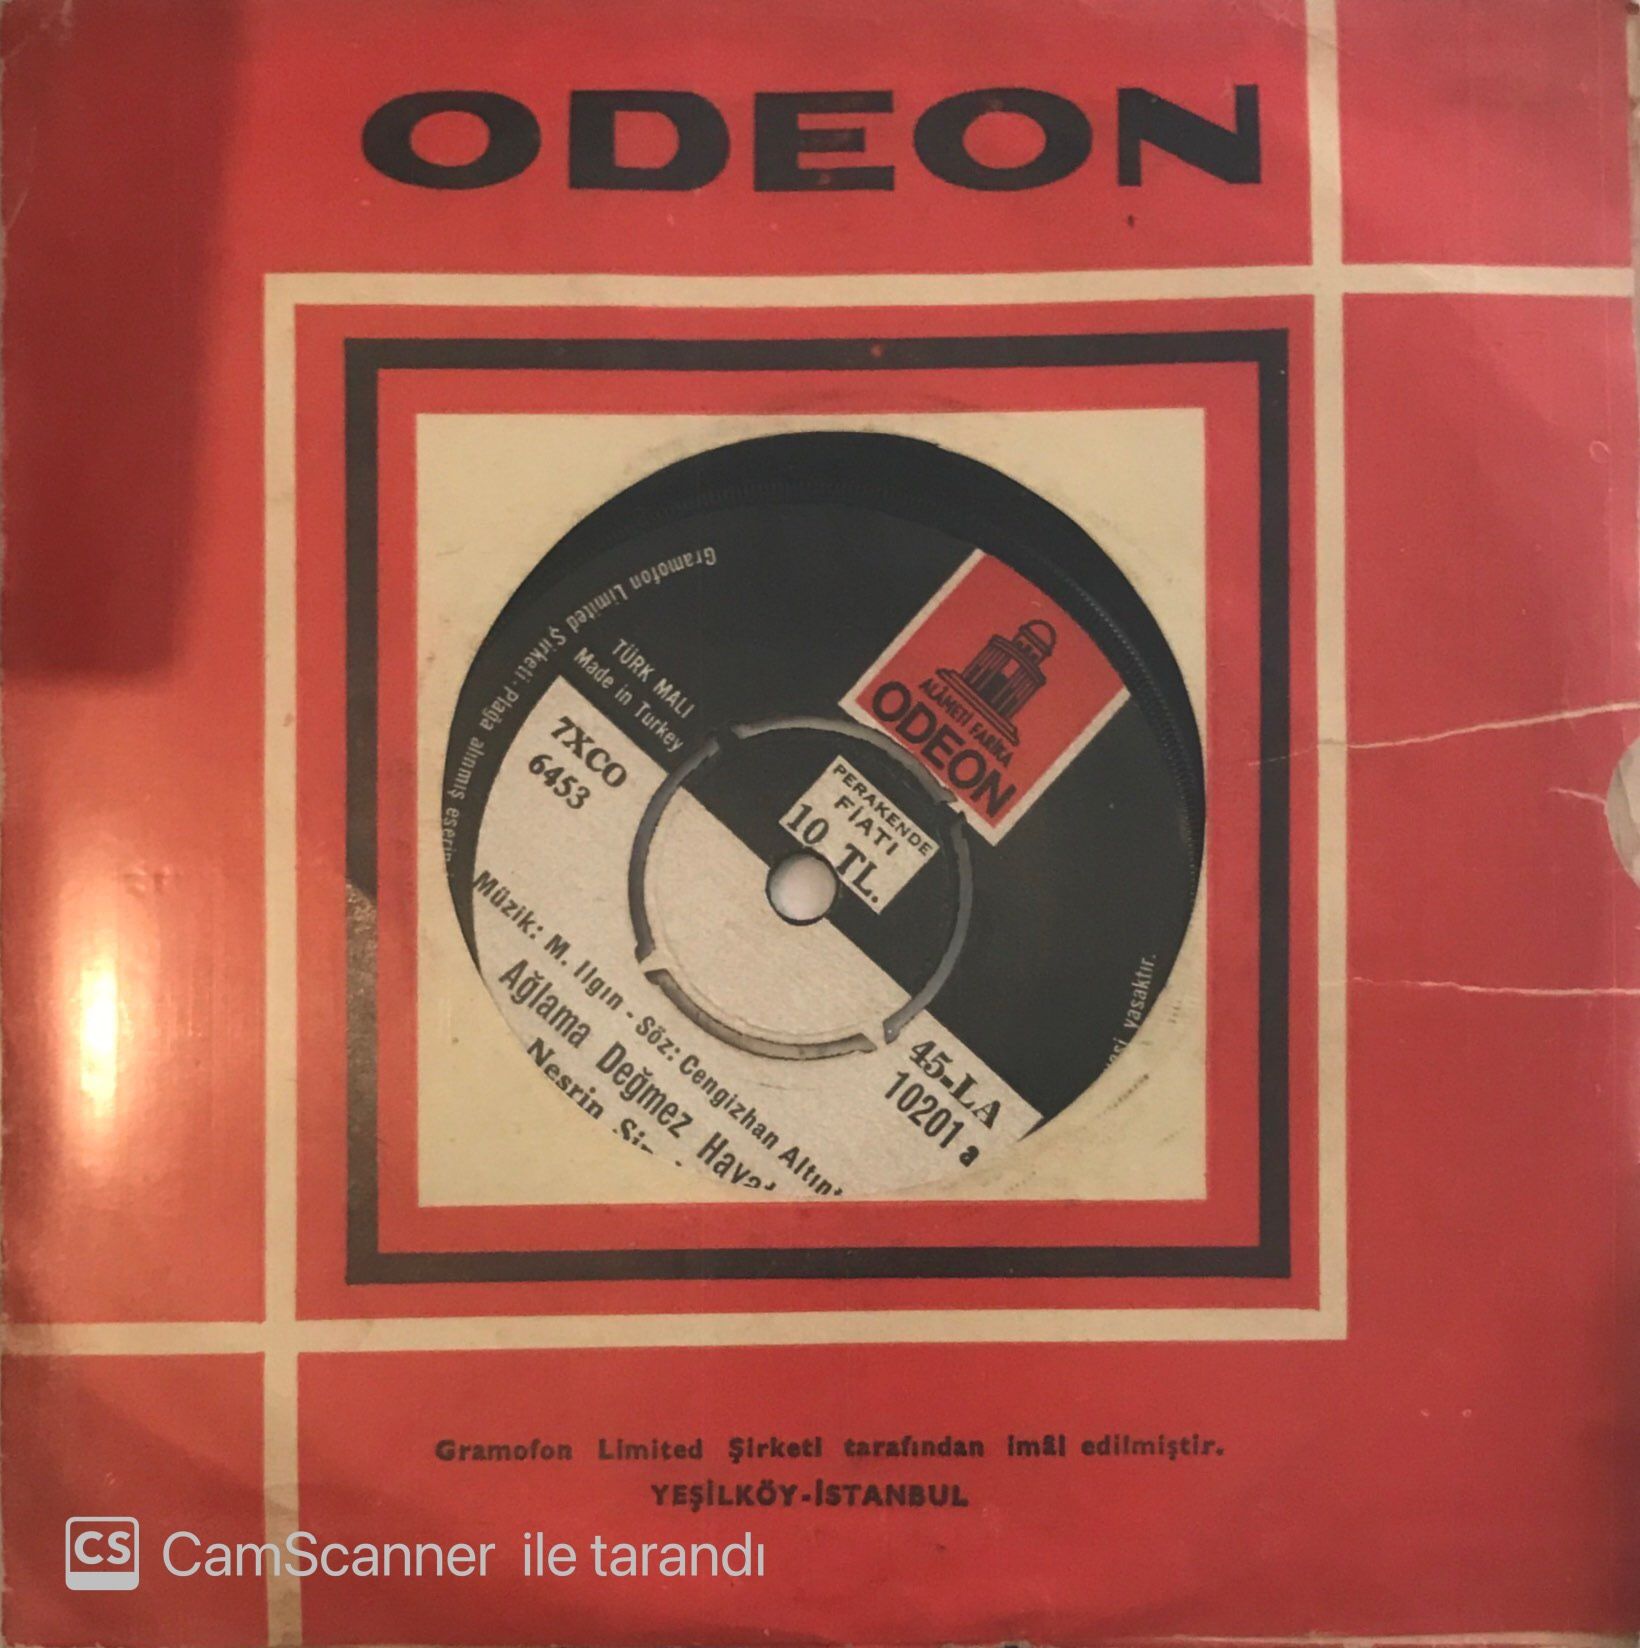 ODEON
Gramofon Limited Şirketi-Plağa alınmış eserin
yasaktır.
TÜRK MALI
Made in Turkey
ALÂMETİ FARİKA
ODEON
PERAKENDE
FİATI
10 TL.
7XCO
6453
45-LA
10201 a
Müzik: M. Ilgın - Söz: Cengizhan
Ağlama Değmez
Nesrin
Gramofon Limited Şirketi tarafından imâl edilmiştir.
YEŞİLKÖY-İSTANBUL
CS CamScanner ile tarandı